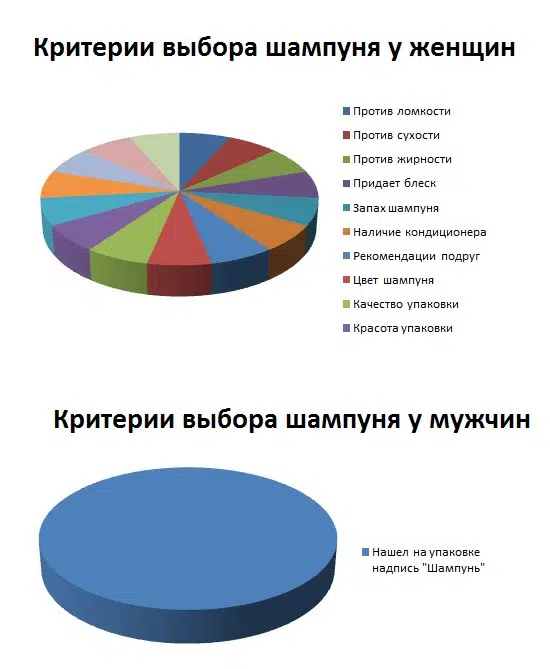 Критерии выбора шампуня у женщин
Против ломкости
Против сухости
Против жирности
Придает блеск
Запах шампуня
Наличие кондиционера
Рекомендации подруг
Цвет шампуня
Качество упаковки
Красота упаковки
Критерии выбора шампуня у мужчин
Нашел на упаковке
надпись "Шампунь"